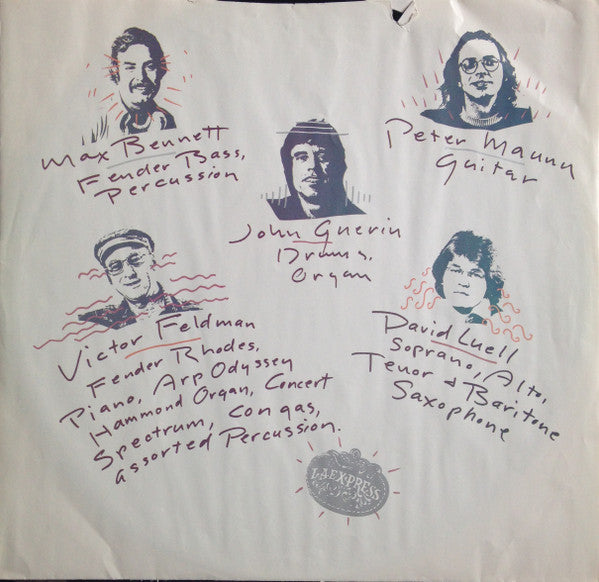 Max Bennett
Fender Bass,
Percussion
Peter Maunu
Guitar
John Guerin
Drums,
Organ
Victor Feldman
Fender Rhodes,
Piano, Arp Odyssey
Hammond Organ, Concert
Spectrum, Congas,
assorted Percussion.
David Luell
Soprano, Alto,
Tenor & Baritone
Saxophone
L.A. EXPRESS